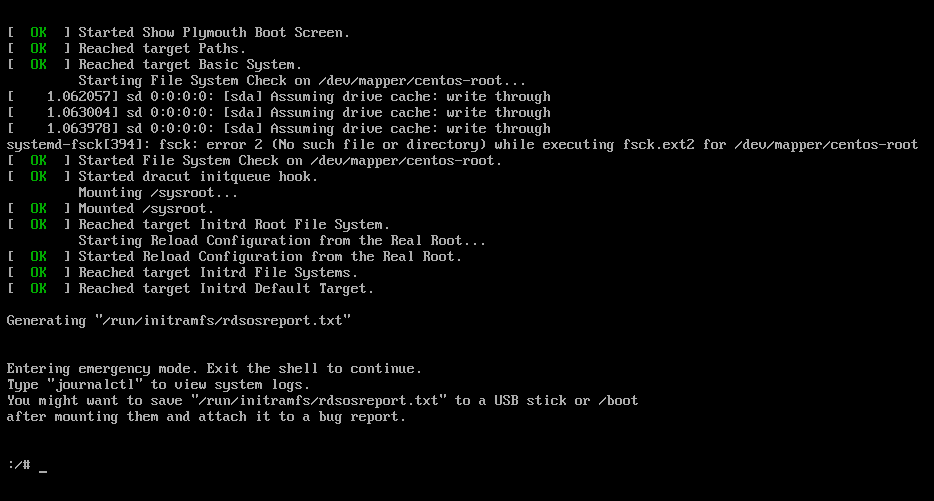 [  OK  ] Started Show Plymouth Boot Screen.
[  OK  ] Reached target Paths.
[  OK  ] Reached target Basic System.
         Starting File System Check on /dev/mapper/centos-root...
[    1.062057] sd 0:0:0:0: [sda] Assuming drive cache: write through
[    1.063004] sd 0:0:0:0: [sda] Assuming drive cache: write through
[    1.063978] sd 0:0:0:0: [sda] Assuming drive cache: write through
systemd-fsck[394]: fsck: error 2 (No such file or directory) while executing fsck.ext2 for /dev/mapper/centos-root
[  OK  ] Started File System Check on /dev/mapper/centos-root.
[  OK  ] Started dracut initqueue hook.
         Mounting /sysroot...
[  OK  ] Mounted /sysroot.
[  OK  ] Reached target Initrd Root File System.
         Starting Reload Configuration from the Real Root...
[  OK  ] Started Reload Configuration from the Real Root.
[  OK  ] Reached target Initrd File Systems.
[  OK  ] Reached target Initrd Default Target.
Generating "/run/initramfs/rdsosreport.txt"
Entering emergency mode. Exit the shell to continue.
Type "journalctl" to view system logs.
You might want to save "/run/initramfs/rdsosreport.txt" to a USB stick or /boot
after mounting them and attach it to a bug report.
:/# _